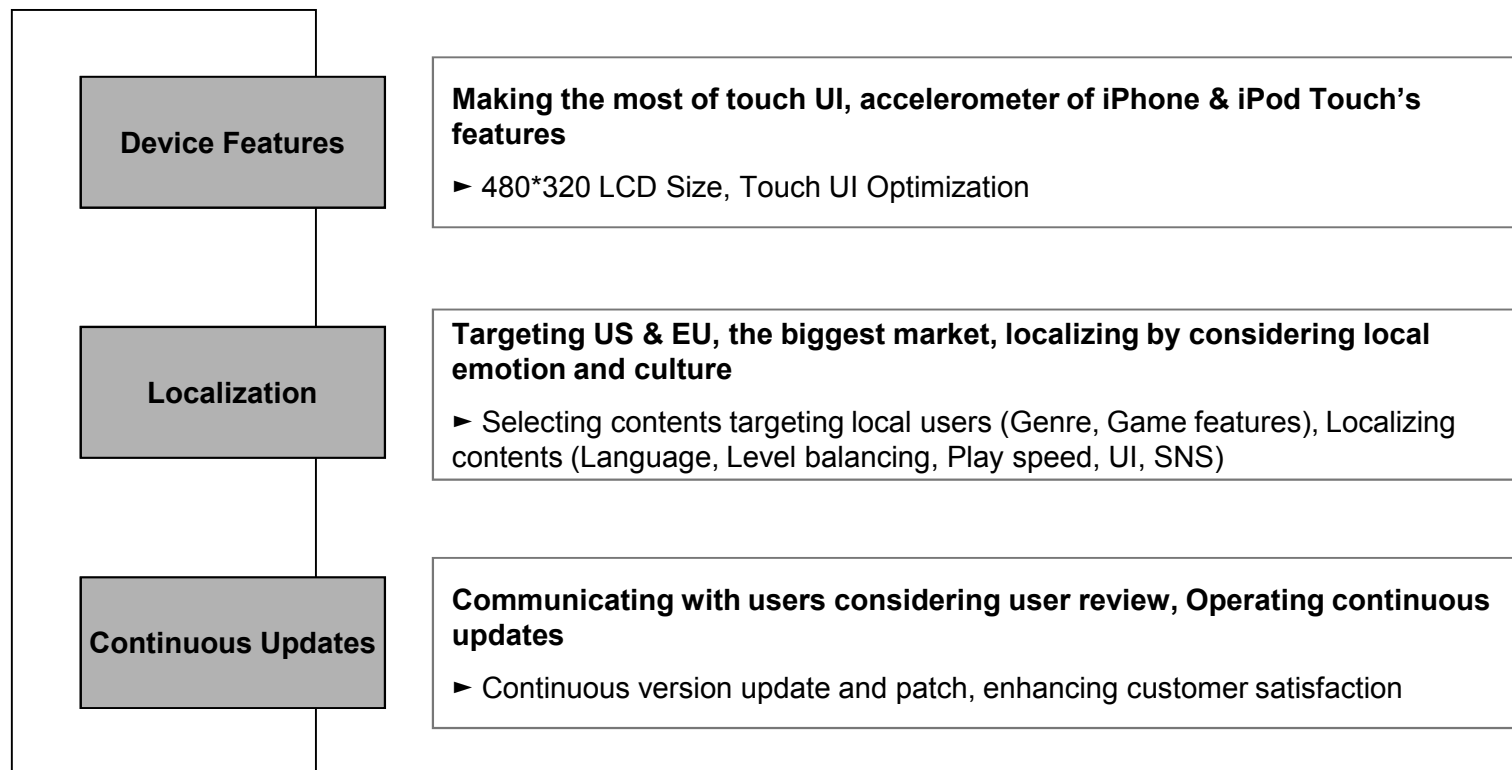 Device Features
Making the most of touch UI, accelerometer of iPhone & iPod Touch's
features
► 480*320 LCD Size, Touch UI Optimization
Localization
Targeting US & EU, the biggest market, localizing by considering local
emotion and culture
► Selecting contents targeting local users (Genre, Game features), Localizing
contents (Language, Level balancing, Play speed, UI, SNS)
Continuous Updates
Communicating with users considering user review, Operating continuous
updates
► Continuous version update and patch, enhancing customer satisfaction